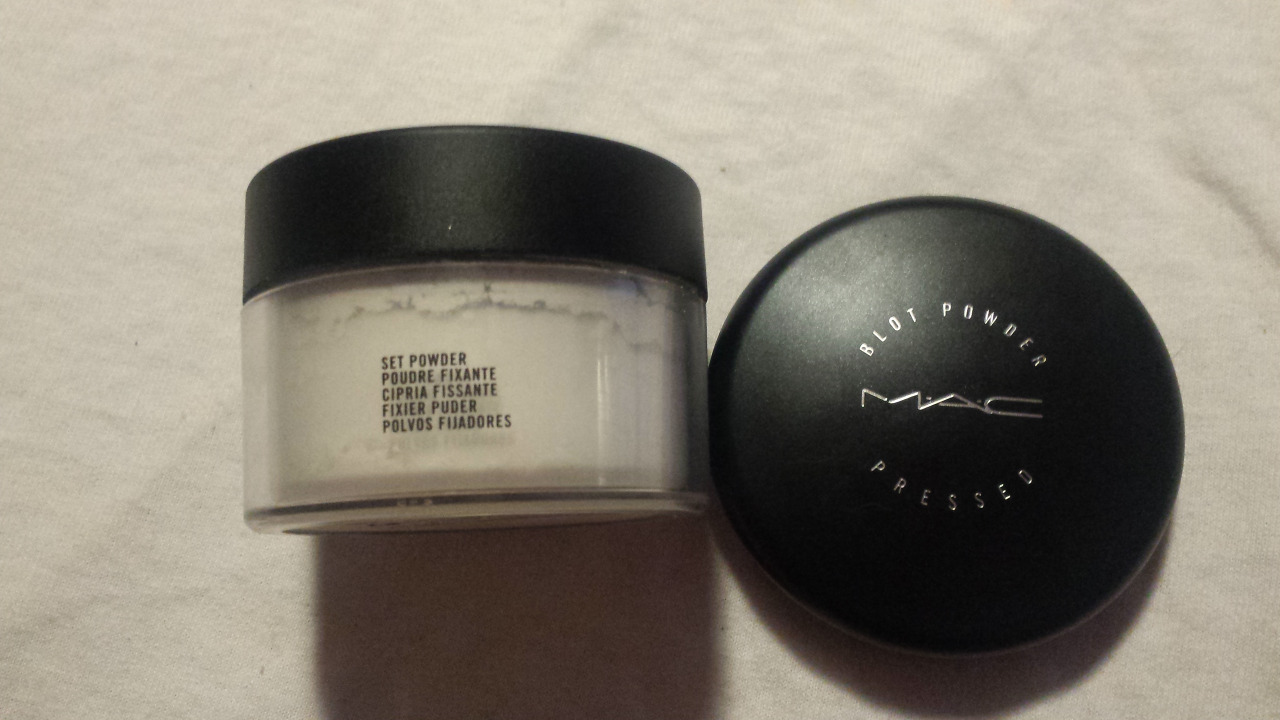 SET POWDER
POUDRE FIXANTE
CIPRIA FISSANTE
FIXIER PUDER
POLVOS FIJADORES
BLOT POWDER
MAC
PRESSED